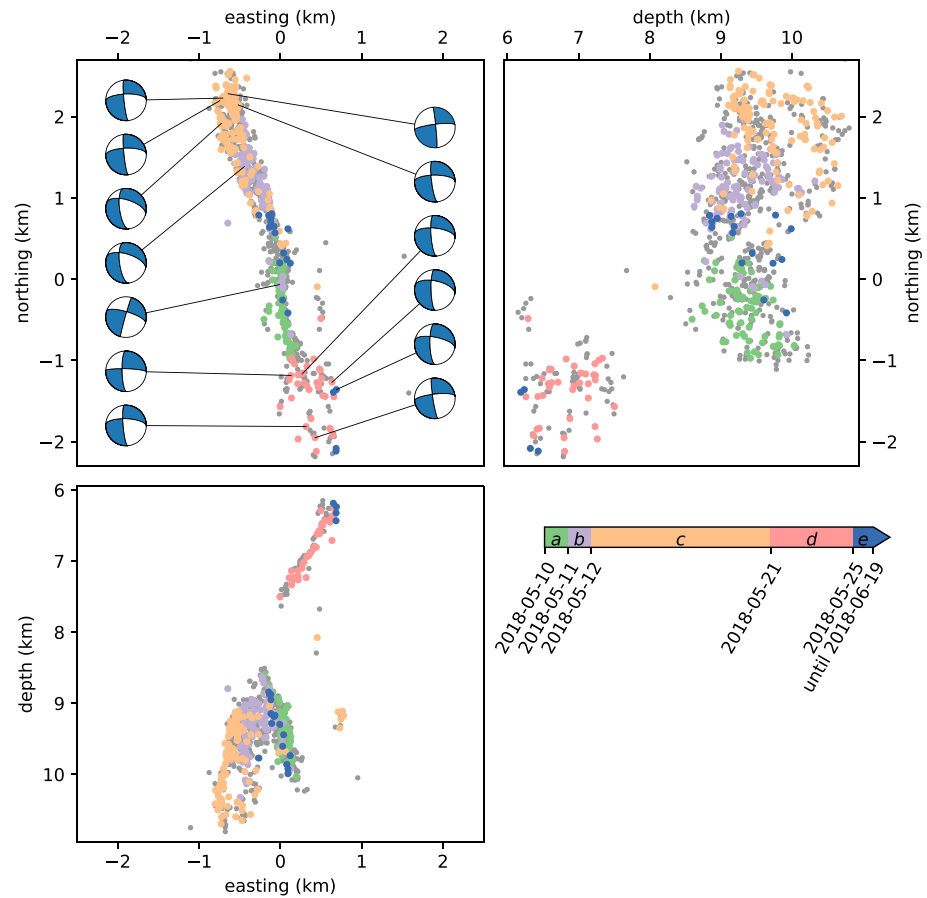 easting (km)
depth (km)
−2 −1 0 1 2
6 7 8 9 10
2
1
0
−1
−2
northing (km)
2
1
0
−1
−2
northing (km)
6
7
8
9
10
depth (km)
−2 −1 0 1 2
easting (km)
a b c d e
2018-05-10
2018-05-11
2018-05-12
2018-05-21
2018-05-25
until 2018-06-19